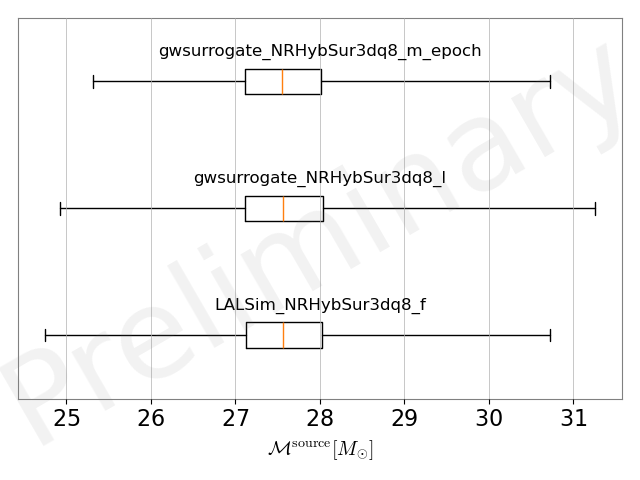 gwsurrogate_NRHybSur3dq8_m_epoch
gwsurrogate_NRHybSur3dq8_l
LALSim_NRHybSur3dq8_f
Preliminary
25 26 27 28 29 30 31
ℳ^source[M_⊙]